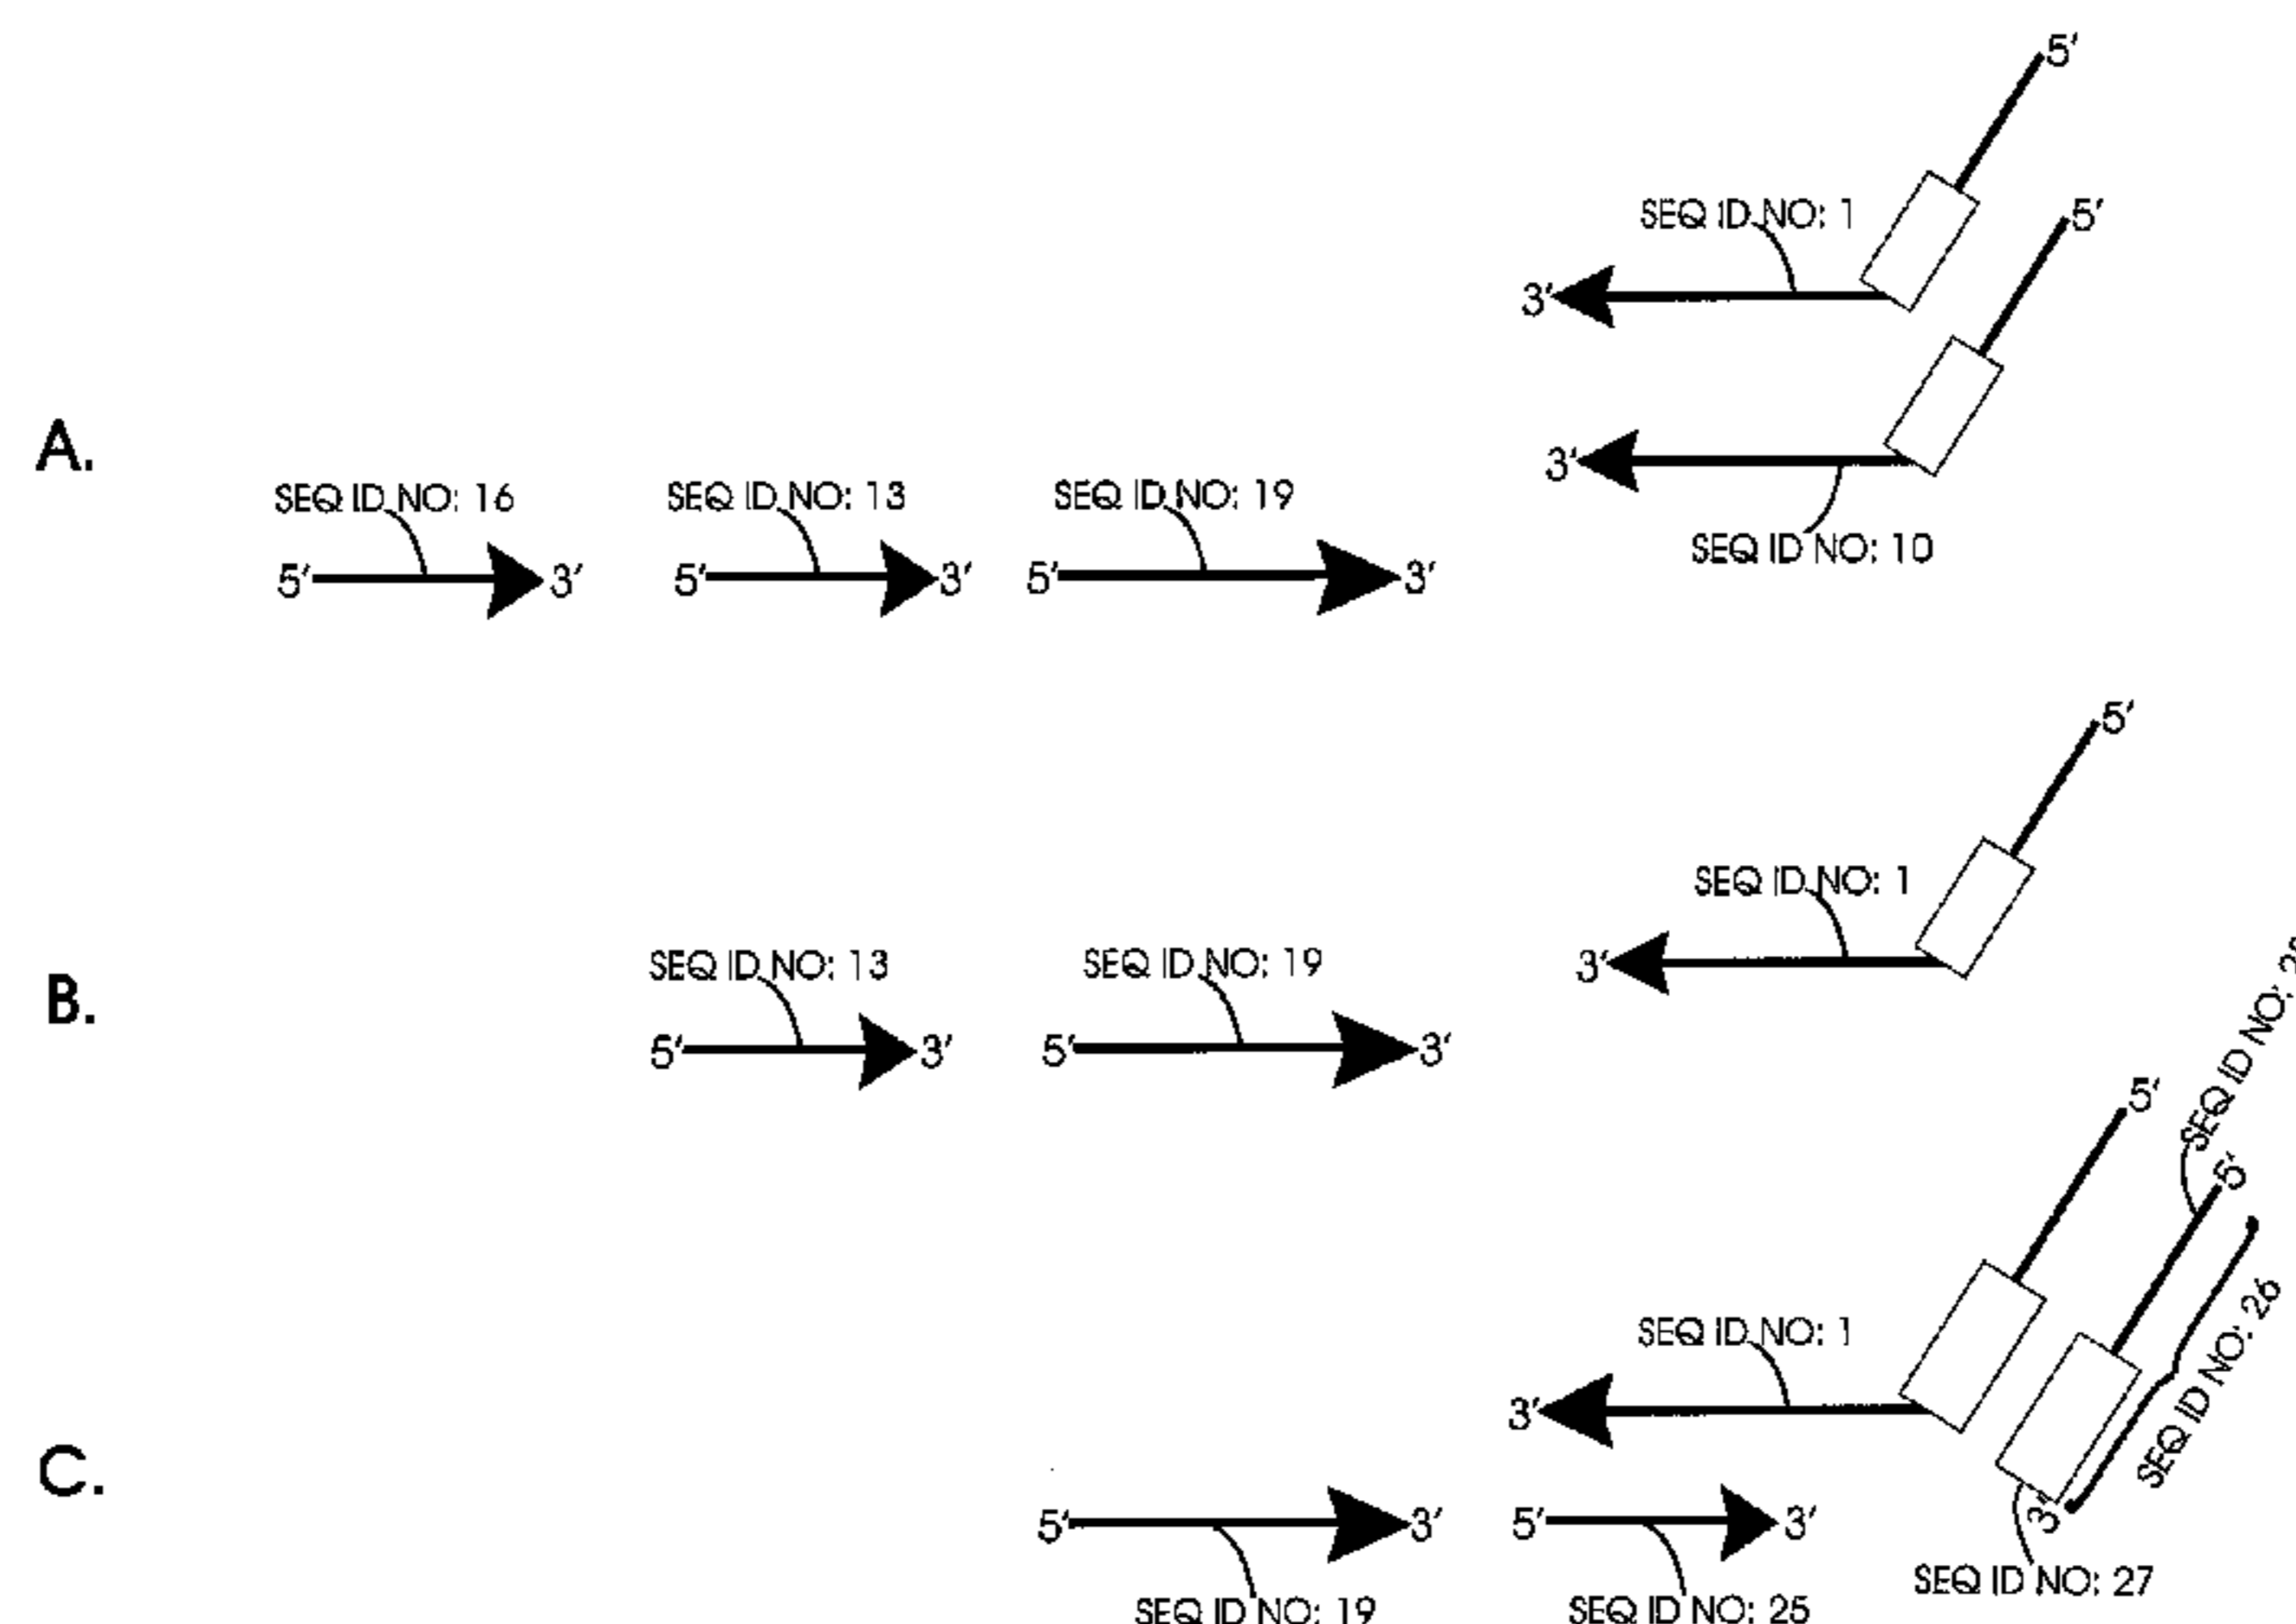 5'
SEQ ID NO: 1
5'
3'
A.
3'
SEQ ID NO: 16
SEQ ID NO: 13
SEQ ID NO: 19
SEQ ID NO: 10
5'
3'
5'
3'
5'
3'
5'
SEQ ID NO: 1
B.
SEQ ID NO: 13
SEQ ID NO: 19
3'
5'
3'
5'
3'
5'
SEQ ID NO:
5'
SEQ ID NO: 1
SEQ ID NO: 26
3'
C.
5'
3'
5'
3'
3'
SEQ ID NO: 19
SEQ ID NO: 25
SEQ ID NO: 27